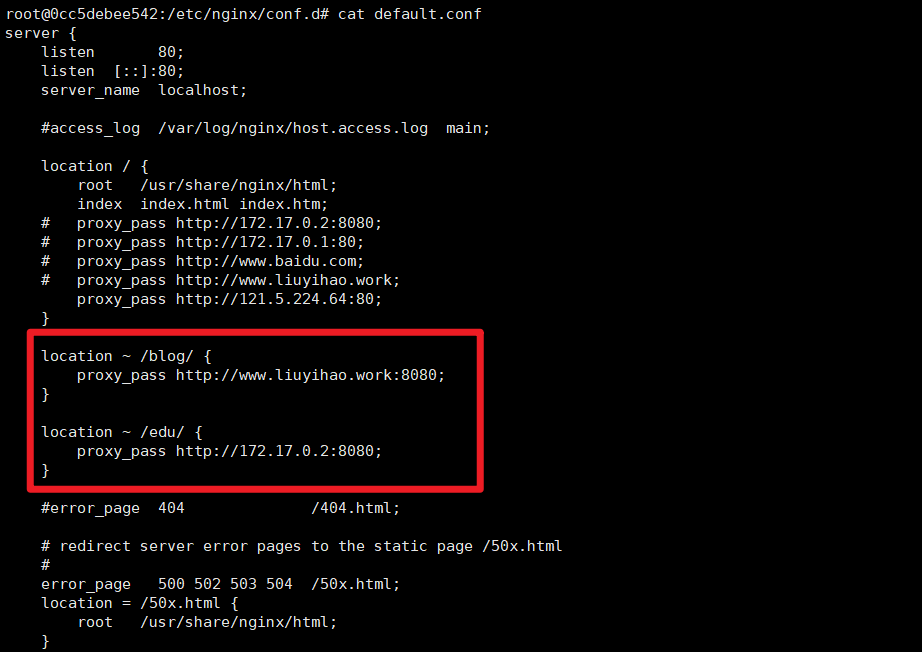 root@0cc5debee542:/etc/nginx/conf.d# cat default.conf
server {
    listen       80;
    listen  [::]:80;
    server_name  localhost;

    #access_log  /var/log/nginx/host.access.log  main;

    location / {
        root   /usr/share/nginx/html;
        index  index.html index.htm;
    #   proxy_pass http://172.17.0.2:8080;
    #   proxy_pass http://172.17.0.1:80;
    #   proxy_pass http://www.baidu.com;
    #   proxy_pass http://www.liuyihao.work;
        proxy_pass http://121.5.224.64:80;
    }

    location ~ /blog/ {
        proxy_pass http://www.liuyihao.work:8080;
    }

    location ~ /edu/ {
        proxy_pass http://172.17.0.2:8080;
    }

    #error_page  404              /404.html;

    # redirect server error pages to the static page /50x.html
    #
    error_page   500 502 503 504  /50x.html;
    location = /50x.html {
        root   /usr/share/nginx/html;
    }